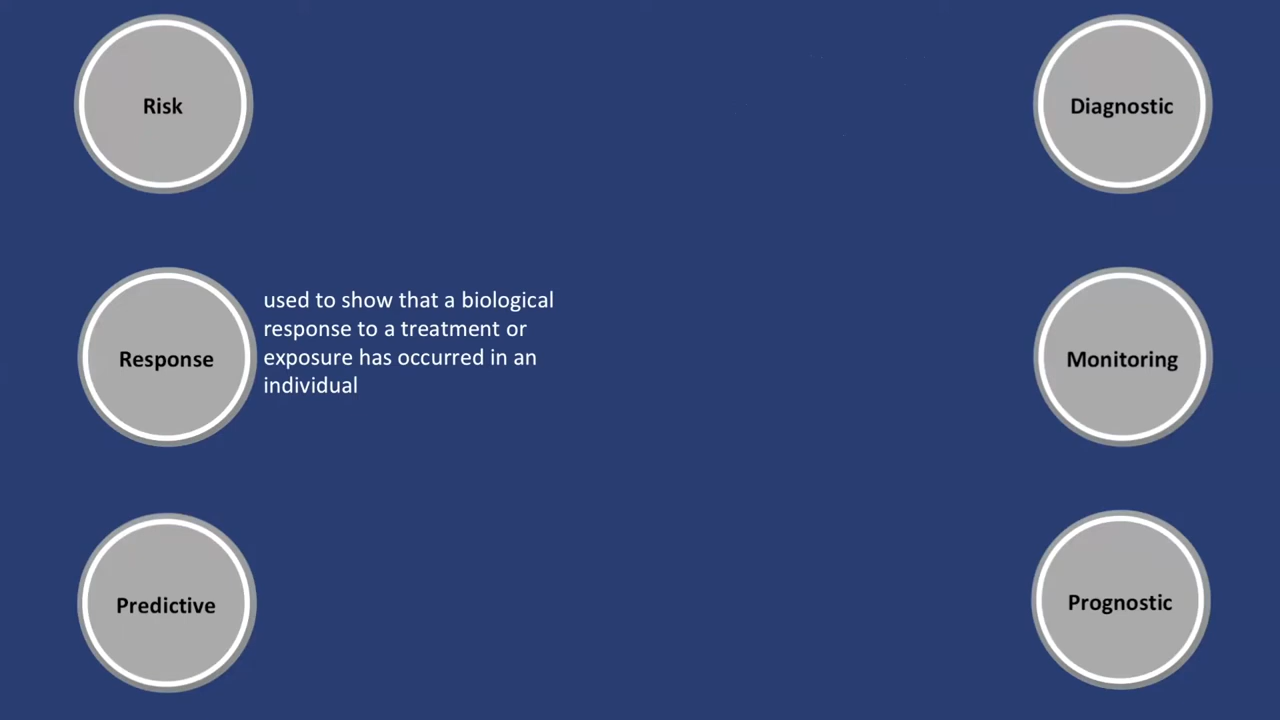 Risk
Diagnostic
Response
used to show that a biological
response to a treatment or
exposure has occurred in an
individual
Monitoring
Predictive
Prognostic